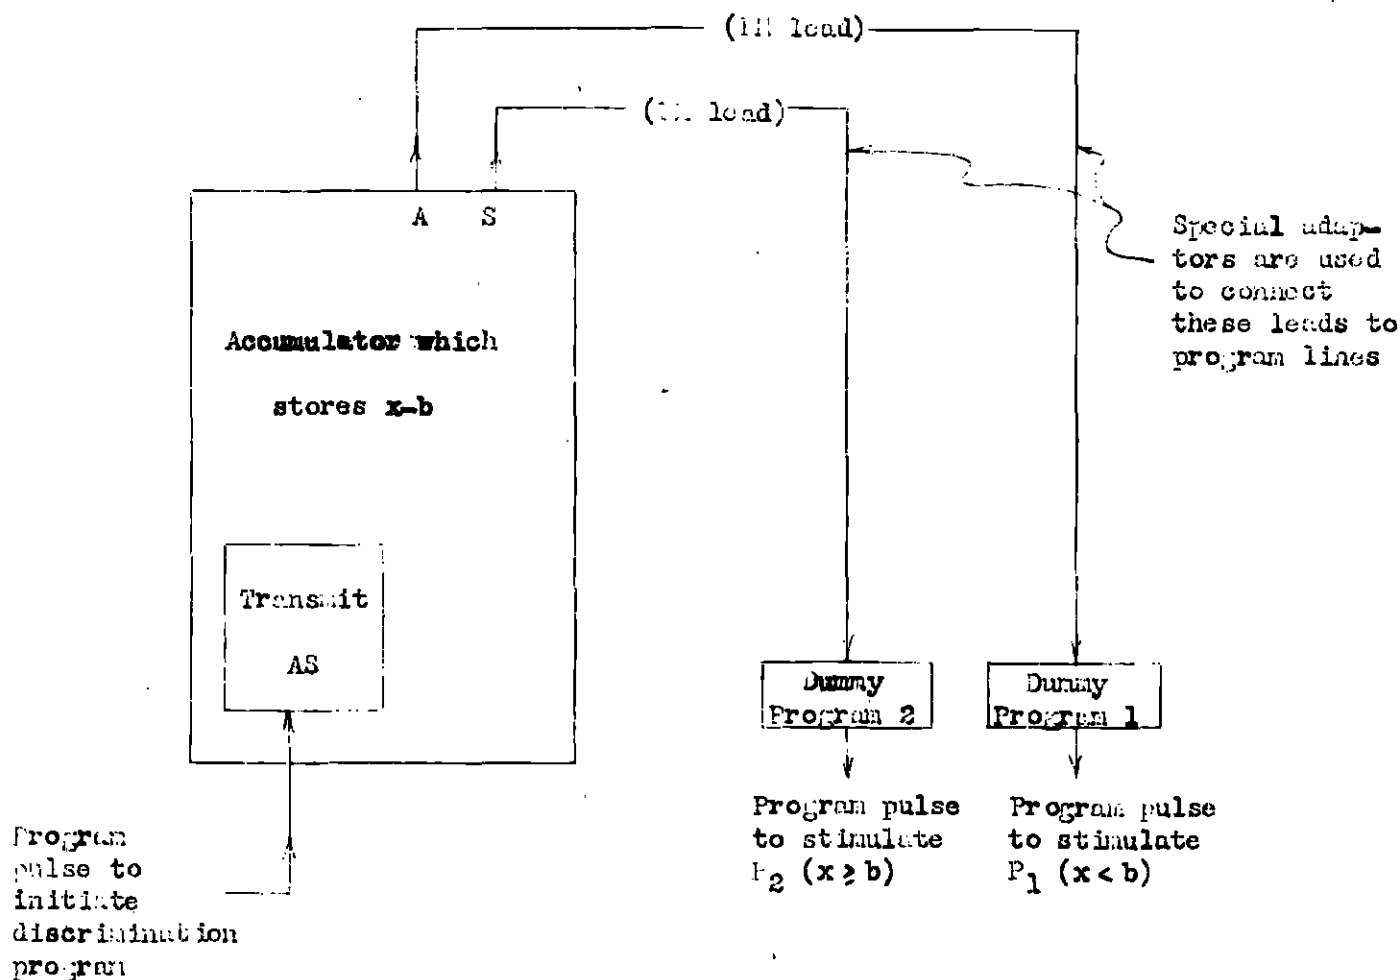 lead)
lead)
A S
Special adap-
tors are used
to connect
these leads to
program lines
Accumulator which
stores x-b
Transmit
AS
Dummy
Program 2
Dummy
Program 1
Program pulse
to stimulate
P2 (x ≥ b)
Program pulse
to stimulate
P1 (x < b)
Program
pulse to
initiate
discrimination
program